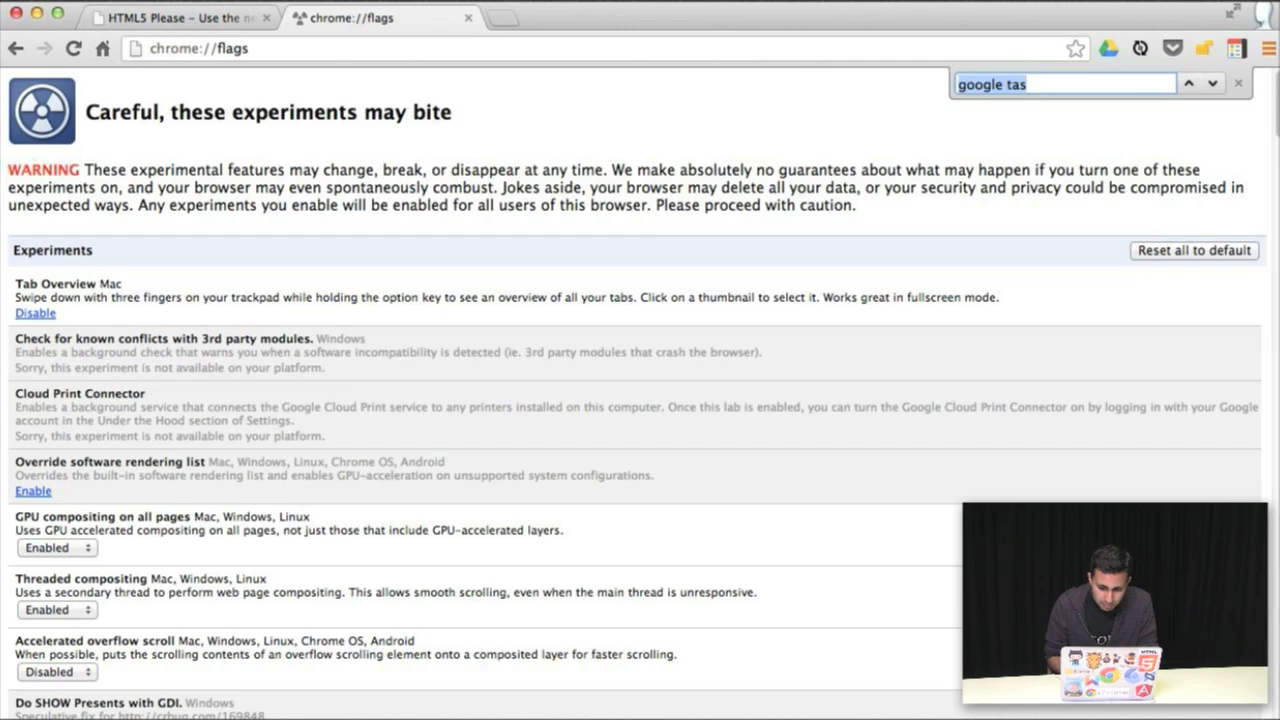 HTML5 Please - Use the ne
chrome://flags
chrome://flags
google tas
Careful, these experiments may bite
WARNING These experimental features may change, break, or disappear at any time. We make absolutely no guarantees about what may happen if you turn one of these
experiments on, and your browser may even spontaneously combust. Jokes aside, your browser may delete all your data, or your security and privacy could be compromised in
unexpected ways. Any experiments you enable will be enabled for all users of this browser. Please proceed with caution.
Experiments
Reset all to default
Tab Overview Mac
Swipe down with three fingers on your trackpad while holding the option key to see an overview of all your tabs. Click on a thumbnail to select it. Works great in fullscreen mode.
Disable
Check for known conflicts with 3rd party modules. Windows
Enables a background check that warns you when a software incompatibility is detected (ie. 3rd party modules that crash the browser).
Sorry, this experiment is not available on your platform.
Cloud Print Connector
Enables a background service that connects the Google Cloud Print service to any printers installed on this computer. Once this lab is enabled, you can turn the Google Cloud Print Connector on by logging in with your Google
account in the Under the Hood section of Settings.
Sorry, this experiment is not available on your platform.
Override software rendering list Mac, Windows, Linux, Chrome OS, Android
Overrides the built-in software rendering list and enables GPU-acceleration on unsupported system configurations.
Enable
GPU compositing on all pages Mac, Windows, Linux
Uses GPU accelerated compositing on all pages, not just those that include GPU-accelerated layers.
Enabled
Threaded compositing Mac, Windows, Linux
Uses a secondary thread to perform web page compositing. This allows smooth scrolling, even when the main thread is unresponsive.
Enabled
Accelerated overflow scroll Mac, Windows, Linux, Chrome OS, Android
When possible, puts the scrolling contents of an overflow scrolling element onto a composited layer for faster scrolling.
Disabled
Do SHOW Presents with GDI. Windows
Speculative fix for http://crbug.com/169848
HTML
5
A